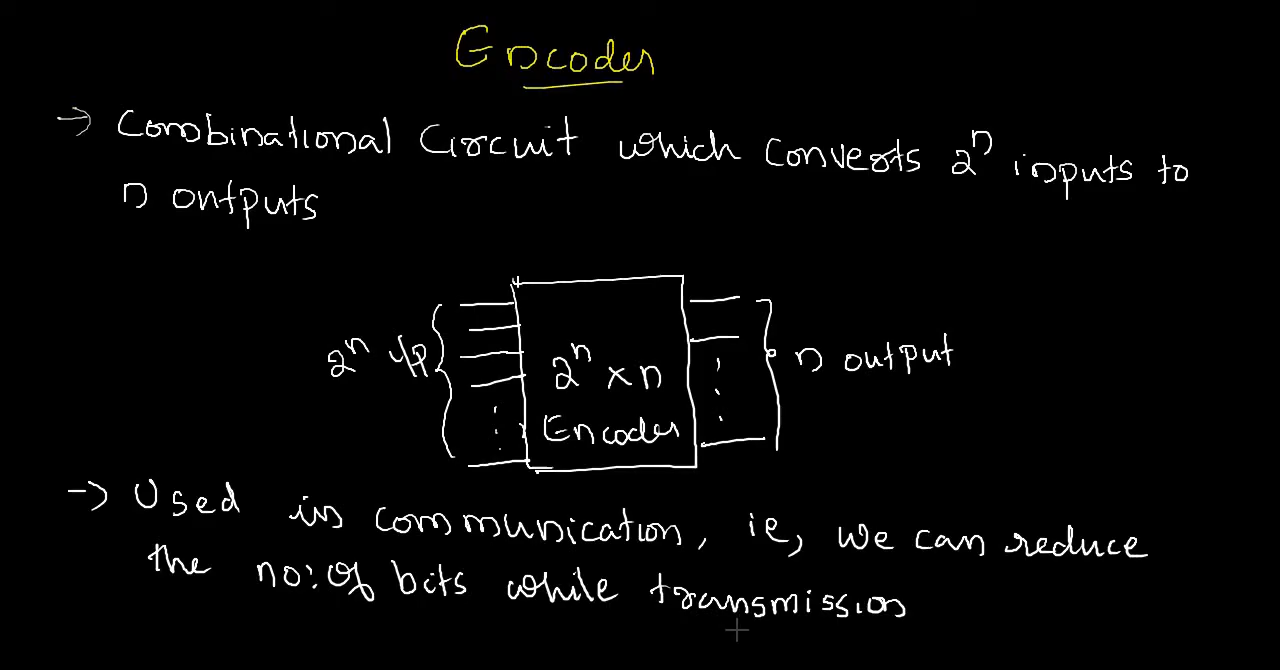 Encoder
→ Combinational Circuit which converts 2ⁿ inputs to
n outputs
2ⁿ i/p
2ⁿ × n
Encoder
n output
→ Used in communication, ie, we can reduce
the no: of bits while transmission